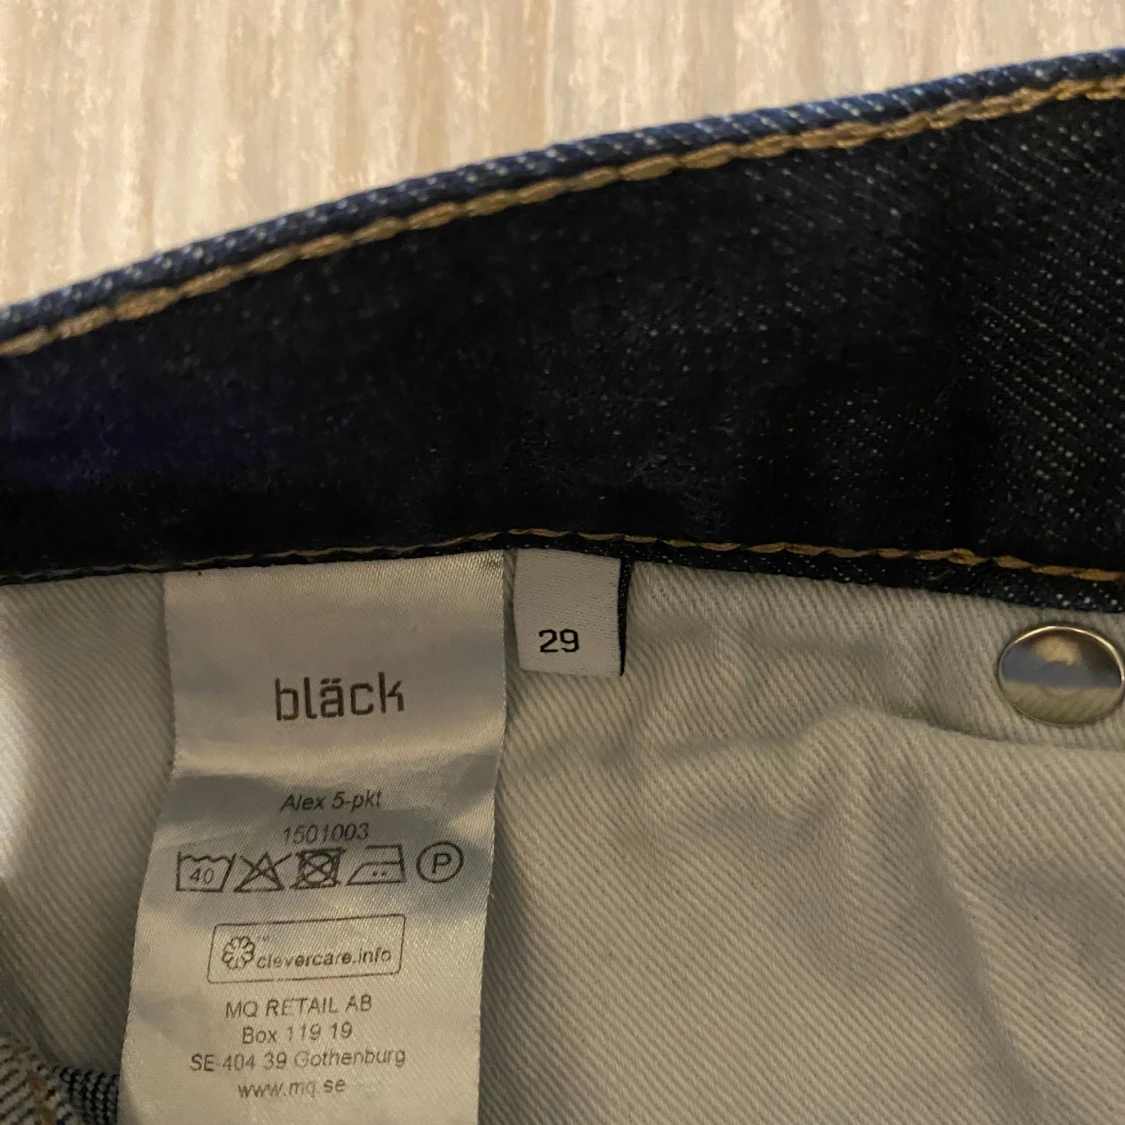 29
bläck
Alex 5-pkt
1501003
40 P
clevercare.info
MQ RETAIL AB
Box 119 19
SE-404 39 Gothenburg
www.mq.se